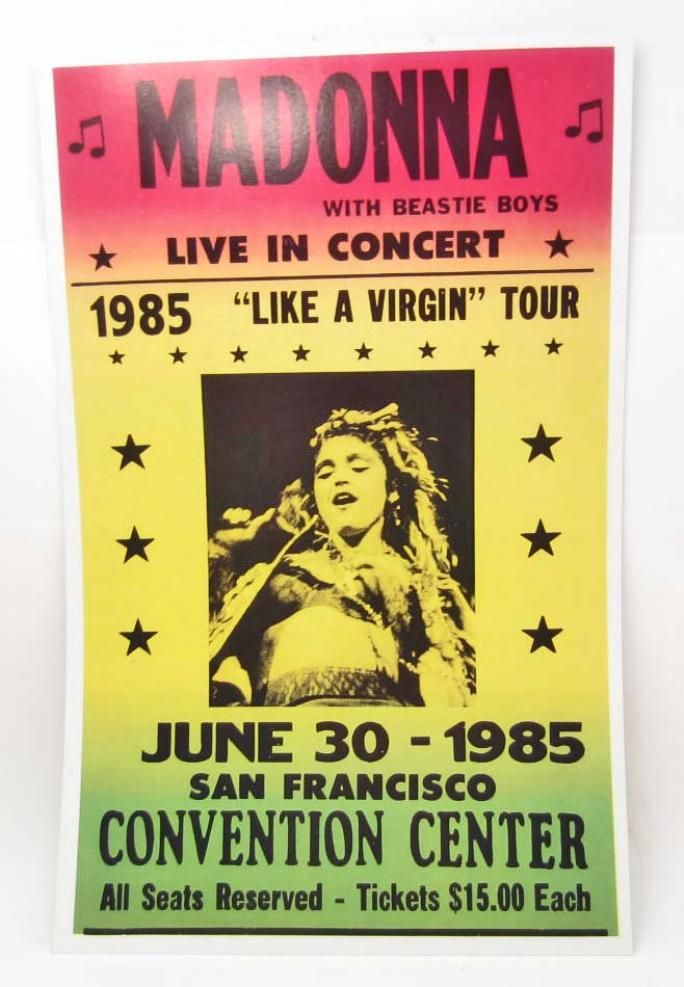 MADONNA
WITH BEASTIE BOYS
LIVE IN CONCERT
1985 "LIKE A VIRGIN" TOUR
JUNE 30 - 1985
SAN FRANCISCO
CONVENTION CENTER
All Seats Reserved - Tickets $15.00 Each